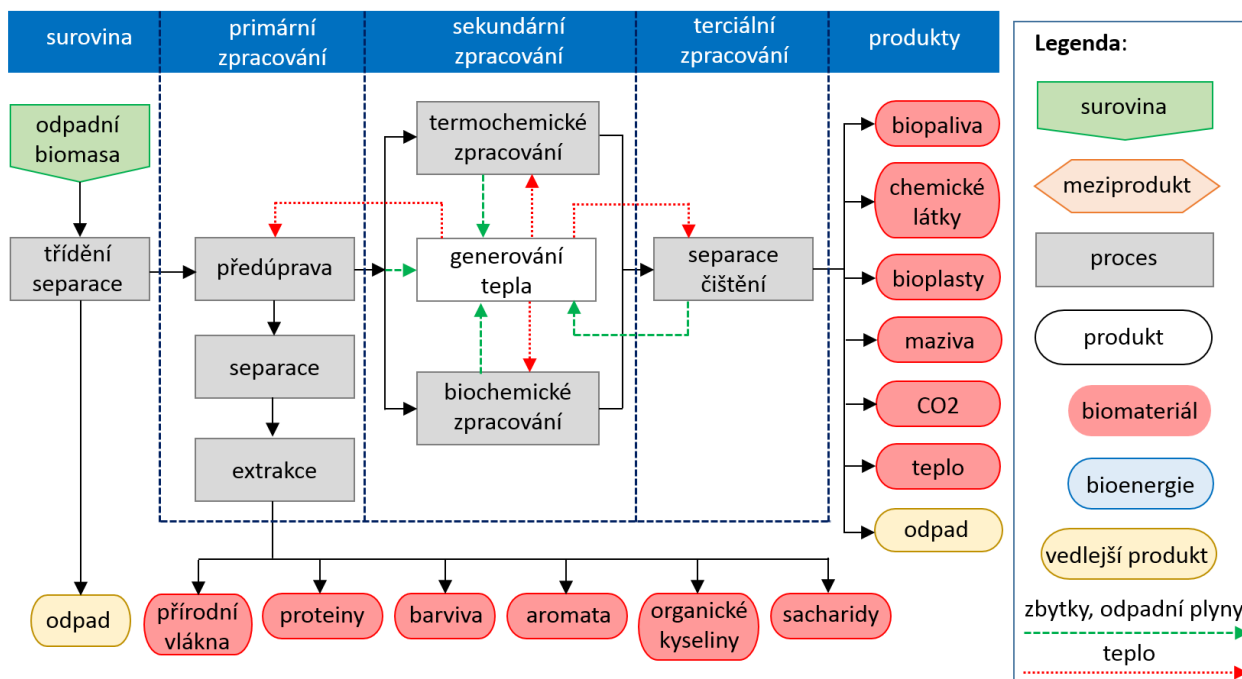 surovina
primární
zpracování
sekundární
zpracování
terciální
zpracování
produkty
odpadní
biomasa
třídění
separace
předúprava
separace
extrakce
termochemické
zpracování
generování
tepla
biochemické
zpracování
separace
čištění
biopaliva
chemické
látky
bioplasty
maziva
CO2
teplo
odpad
odpad
přírodní
vlákna
proteiny
barviva
aromata
organické
kyseliny
sacharidy
Legenda:
surovina
meziprodukt
proces
produkt
biomateriál
bioenergie
vedlejší produkt
zbytky, odpadní plyny
teplo